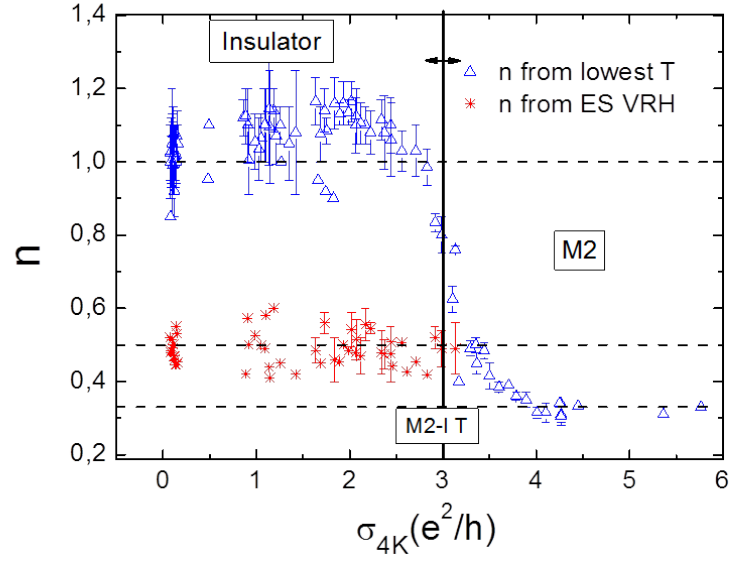 1,4
1,2
1,0
0,8
0,6
0,4
0,2
n
Insulator
n from lowest T
n from ES VRH
M2
M2-I T
0 1 2 3 4 5 6
σ4K(e²/h)